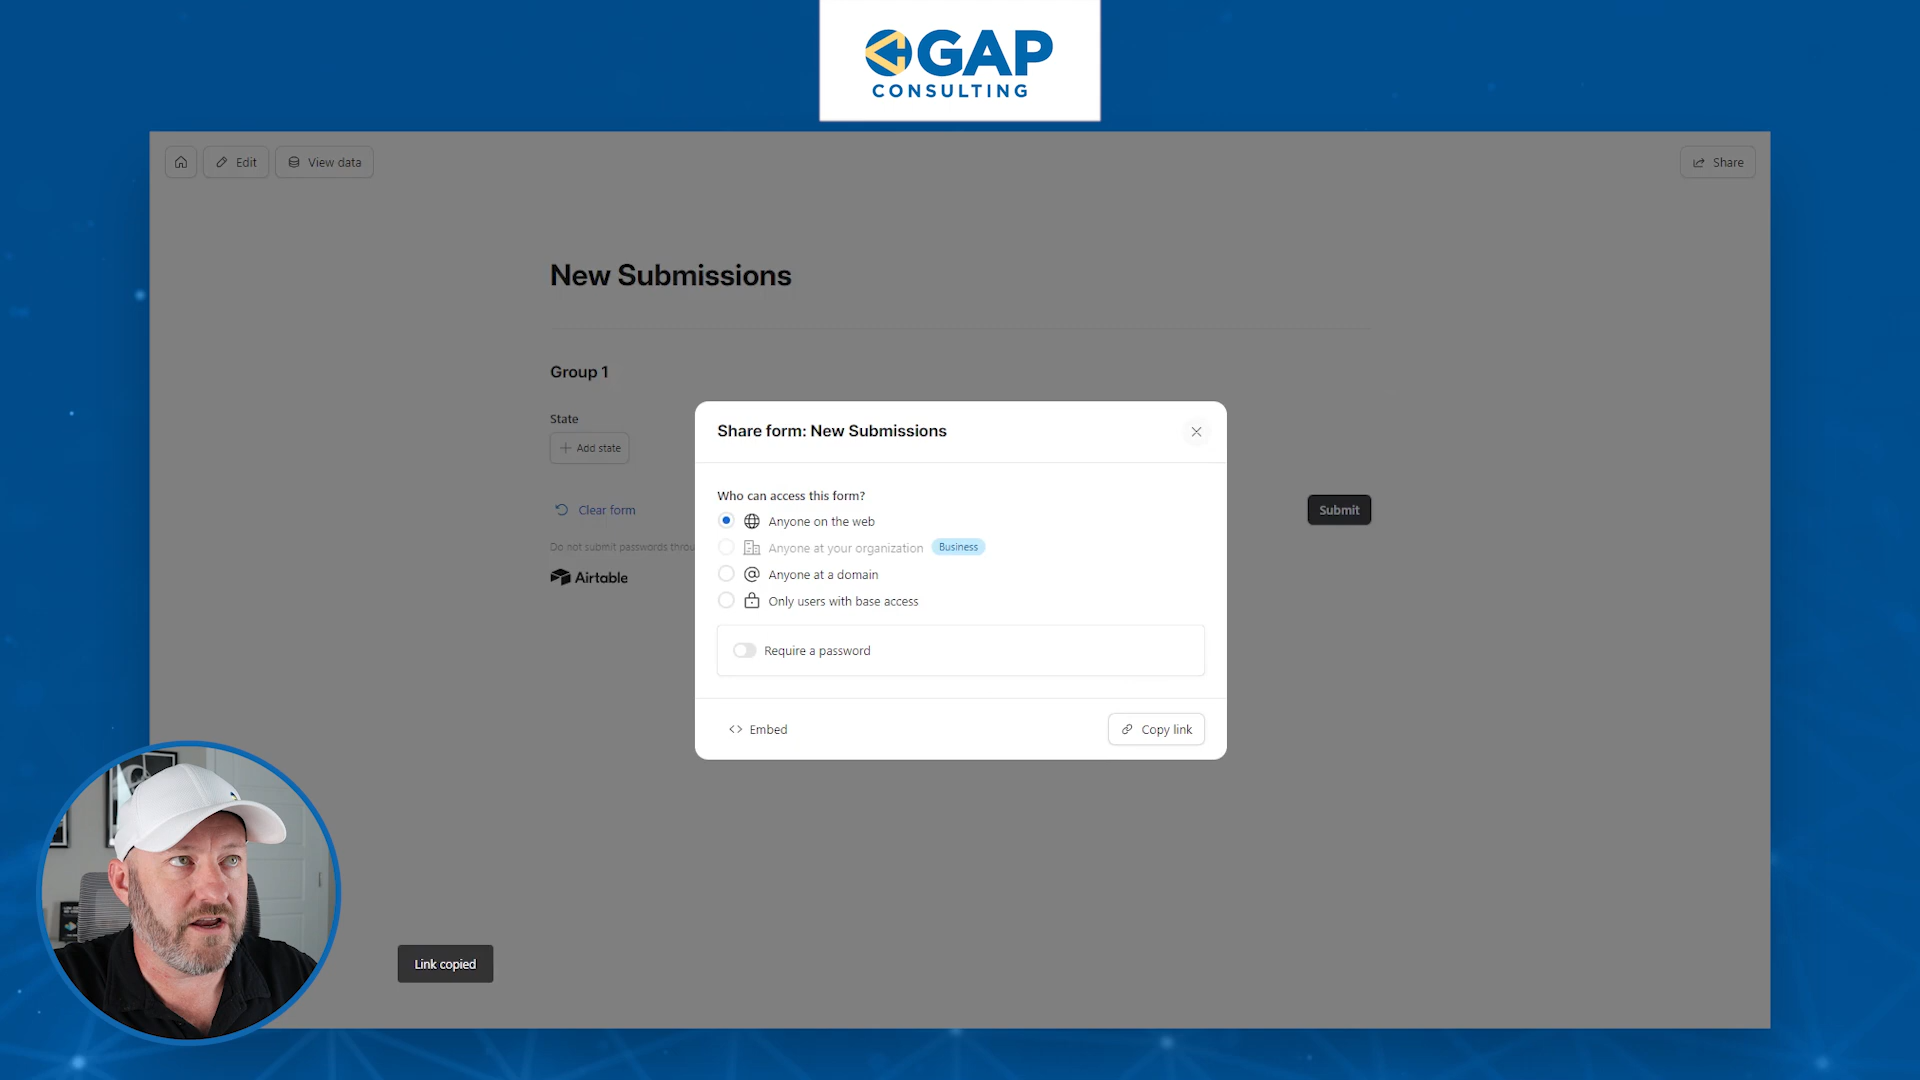 GAP
CONSULTING
Edit
View data
Share
New Submissions
Group 1
State
Add state
Clear form
Submit
Do not submit passwords throu
Airtable
Share form: New Submissions
Who can access this form?
Anyone on the web
Anyone at your organization Business
Anyone at a domain
Only users with base access
Require a password
Embed
Copy link
Link copied